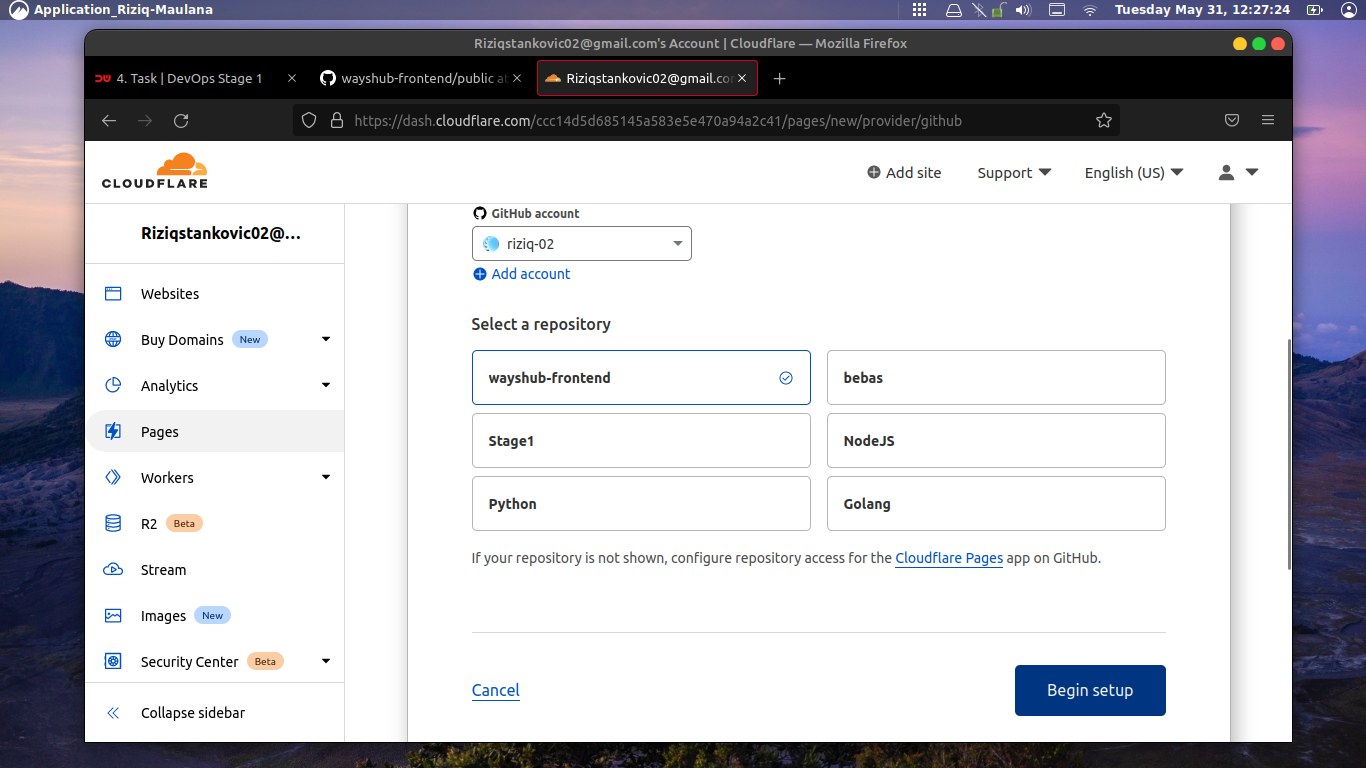 Application_Riziq-Maulana
Tuesday May 31, 12:27:24
Riziqstankovic02@gmail.com's Account | Cloudflare — Mozilla Firefox
4. Task | DevOps Stage 1
wayshub-frontend/public at
Riziqstankovic02@gmail.com
https://dash.cloudflare.com/ccc14d5d685145a583e5e470a94a2c41/pages/new/provider/github
CLOUDFLARE
Add site
Support
English (US)
Riziqstankovic02@...
Websites
Buy Domains New
Analytics
Pages
Workers
R2 Beta
Stream
Images New
Security Center Beta
Collapse sidebar
GitHub account
riziq-02
Add account
Select a repository
wayshub-frontend
bebas
Stage1
NodeJS
Python
Golang
If your repository is not shown, configure repository access for the Cloudflare Pages app on GitHub.
Cancel
Begin setup